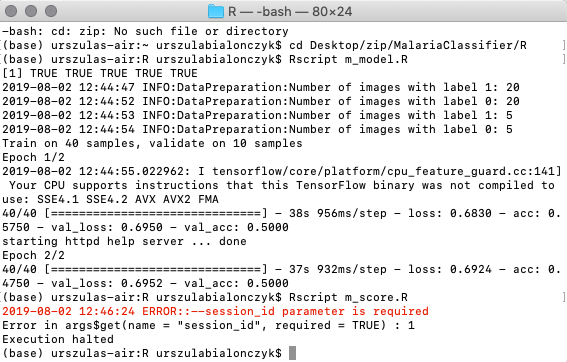 R — -bash — 80×24
-bash: cd: zip: No such file or directory
(base) urszulas-air:~ urszulabialonczyk$ cd Desktop/zip/MalariaClassifier/R ]
(base) urszulas-air:R urszulabialonczyk$ Rscript m_model.R ]
[1] TRUE TRUE TRUE TRUE TRUE
2019-08-02 12:44:47 INFO:DataPreparation:Number of images with label 1: 20
2019-08-02 12:44:52 INFO:DataPreparation:Number of images with label 0: 20
2019-08-02 12:44:53 INFO:DataPreparation:Number of images with label 1: 5
2019-08-02 12:44:54 INFO:DataPreparation:Number of images with label 0: 5
Train on 40 samples, validate on 10 samples
Epoch 1/2
2019-08-02 12:44:55.022962: I tensorflow/core/platform/cpu_feature_guard.cc:141]
Your CPU supports instructions that this TensorFlow binary was not compiled to
use: SSE4.1 SSE4.2 AVX AVX2 FMA
40/40 [==============================] - 38s 956ms/step - loss: 0.6830 - acc: 0.
5750 - val_loss: 0.6950 - val_acc: 0.5000
starting httpd help server ... done
Epoch 2/2
40/40 [==============================] - 37s 932ms/step - loss: 0.6924 - acc: 0.
4750 - val_loss: 0.6952 - val_acc: 0.5000
(base) urszulas-air:R urszulabialonczyk$ Rscript m_score.R ]
2019-08-02 12:46:24 ERROR::--session_id parameter is required
Error in args$get(name = "session_id", required = TRUE) : 1
Execution halted
(base) urszulas-air:R urszulabialonczyk$